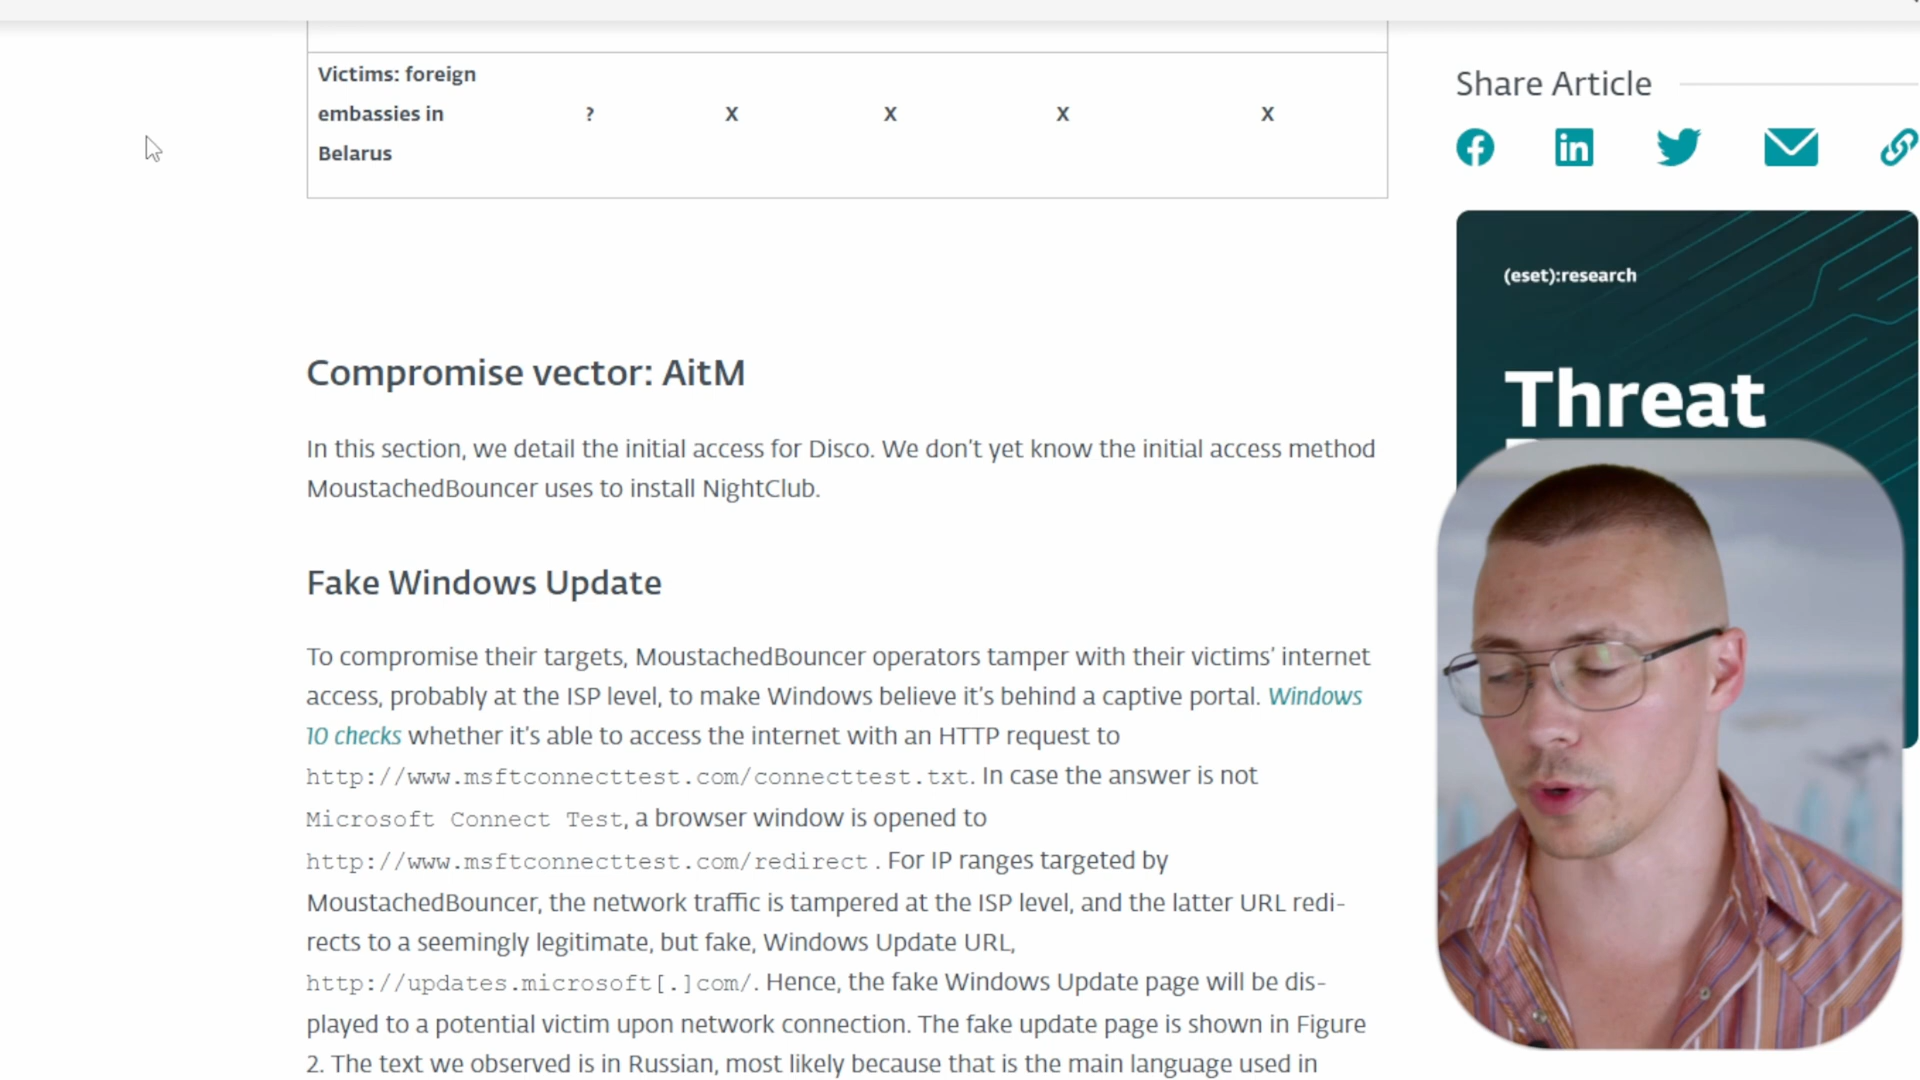 Victims: foreign
embassies in
Belarus
? X X X X
Compromise vector: AitM
In this section, we detail the initial access for Disco. We don't yet know the initial access method
MoustachedBouncer uses to install NightClub.
Fake Windows Update
To compromise their targets, MoustachedBouncer operators tamper with their victims' internet
access, probably at the ISP level, to make Windows believe it's behind a captive portal. Windows
10 checks whether it's able to access the internet with an HTTP request to
http://www.msftconnecttest.com/connecttest.txt. In case the answer is not
Microsoft Connect Test, a browser window is opened to
http://www.msftconnecttest.com/redirect . For IP ranges targeted by
MoustachedBouncer, the network traffic is tampered at the ISP level, and the latter URL redi-
rects to a seemingly legitimate, but fake, Windows Update URL,
http://updates.microsoft[.]com/. Hence, the fake Windows Update page will be dis-
played to a potential victim upon network connection. The fake update page is shown in Figure
2. The text we observed is in Russian, most likely because that is the main language used in
Share Article
(eset):research
Threat